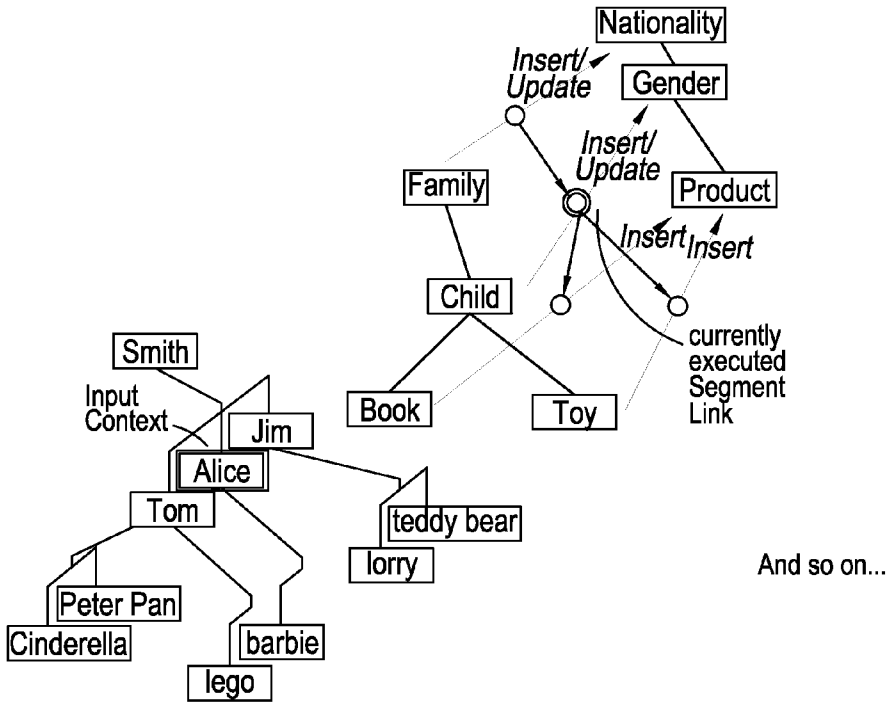 Nationality
Insert/
Update
Gender
Insert/
Update
Family
Product
Insert
Insert
Child
currently
executed
Segment
Link
Smith
Input
Context
Book
Toy
Jim
Alice
Tom
teddy bear
lorry
And so on...
Peter Pan
Cinderella
barbie
lego